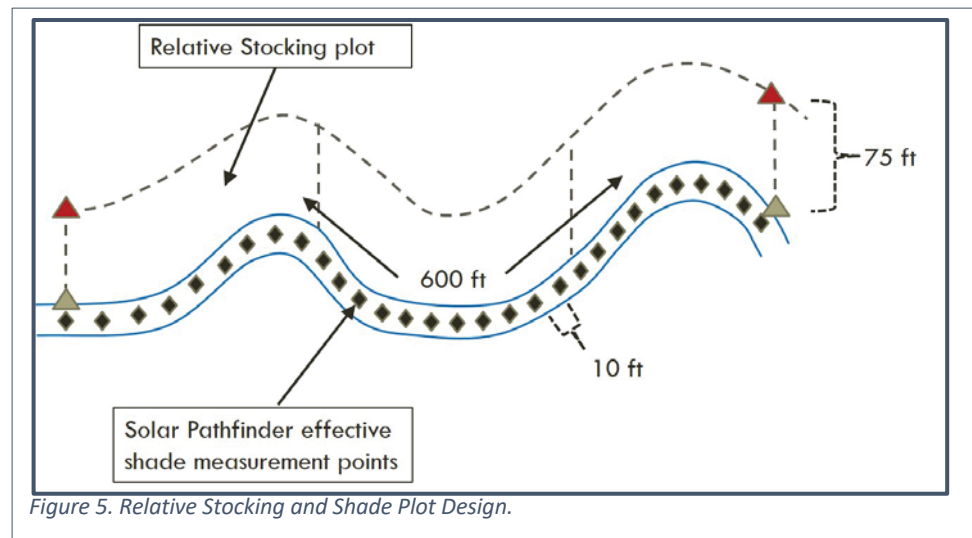 Relative Stocking plot
75 ft
600 ft
10 ft
Solar Pathfinder effective
shade measurement points
Figure 5. Relative Stocking and Shade Plot Design.